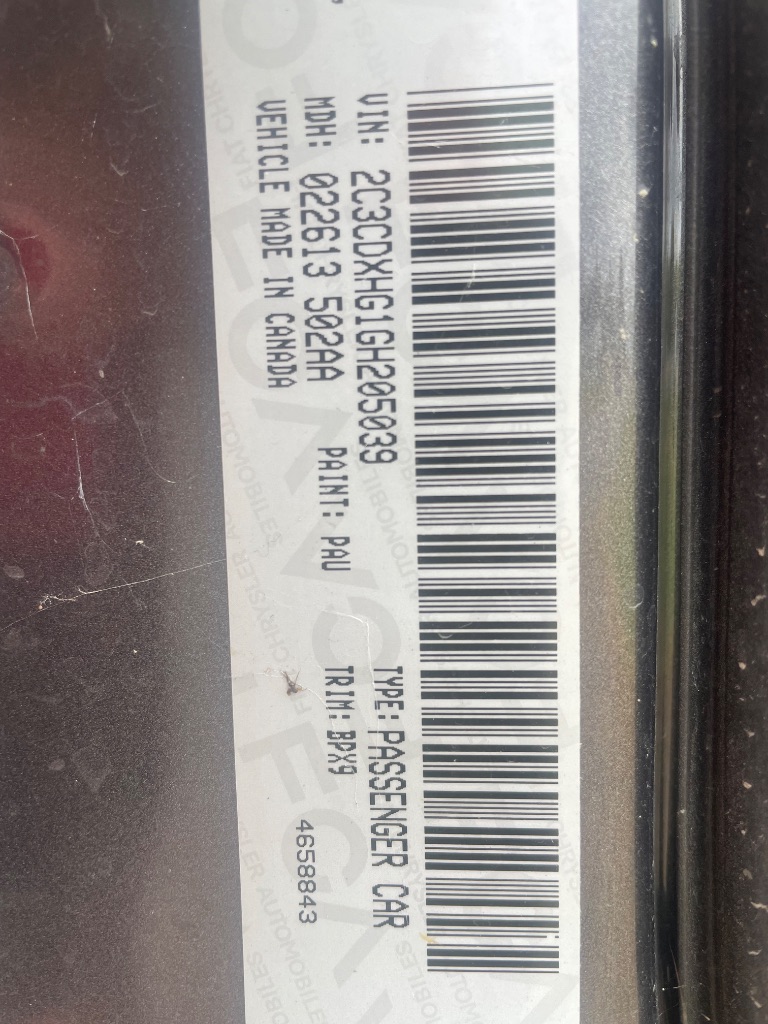 VIN: 2C3CDXHG1GH205039 TYPE: PASSENGER CAR
MDH: 022613 502AA PAINT: PAU TRIM: BPX9
VEHICLE MADE IN CANADA 4658843